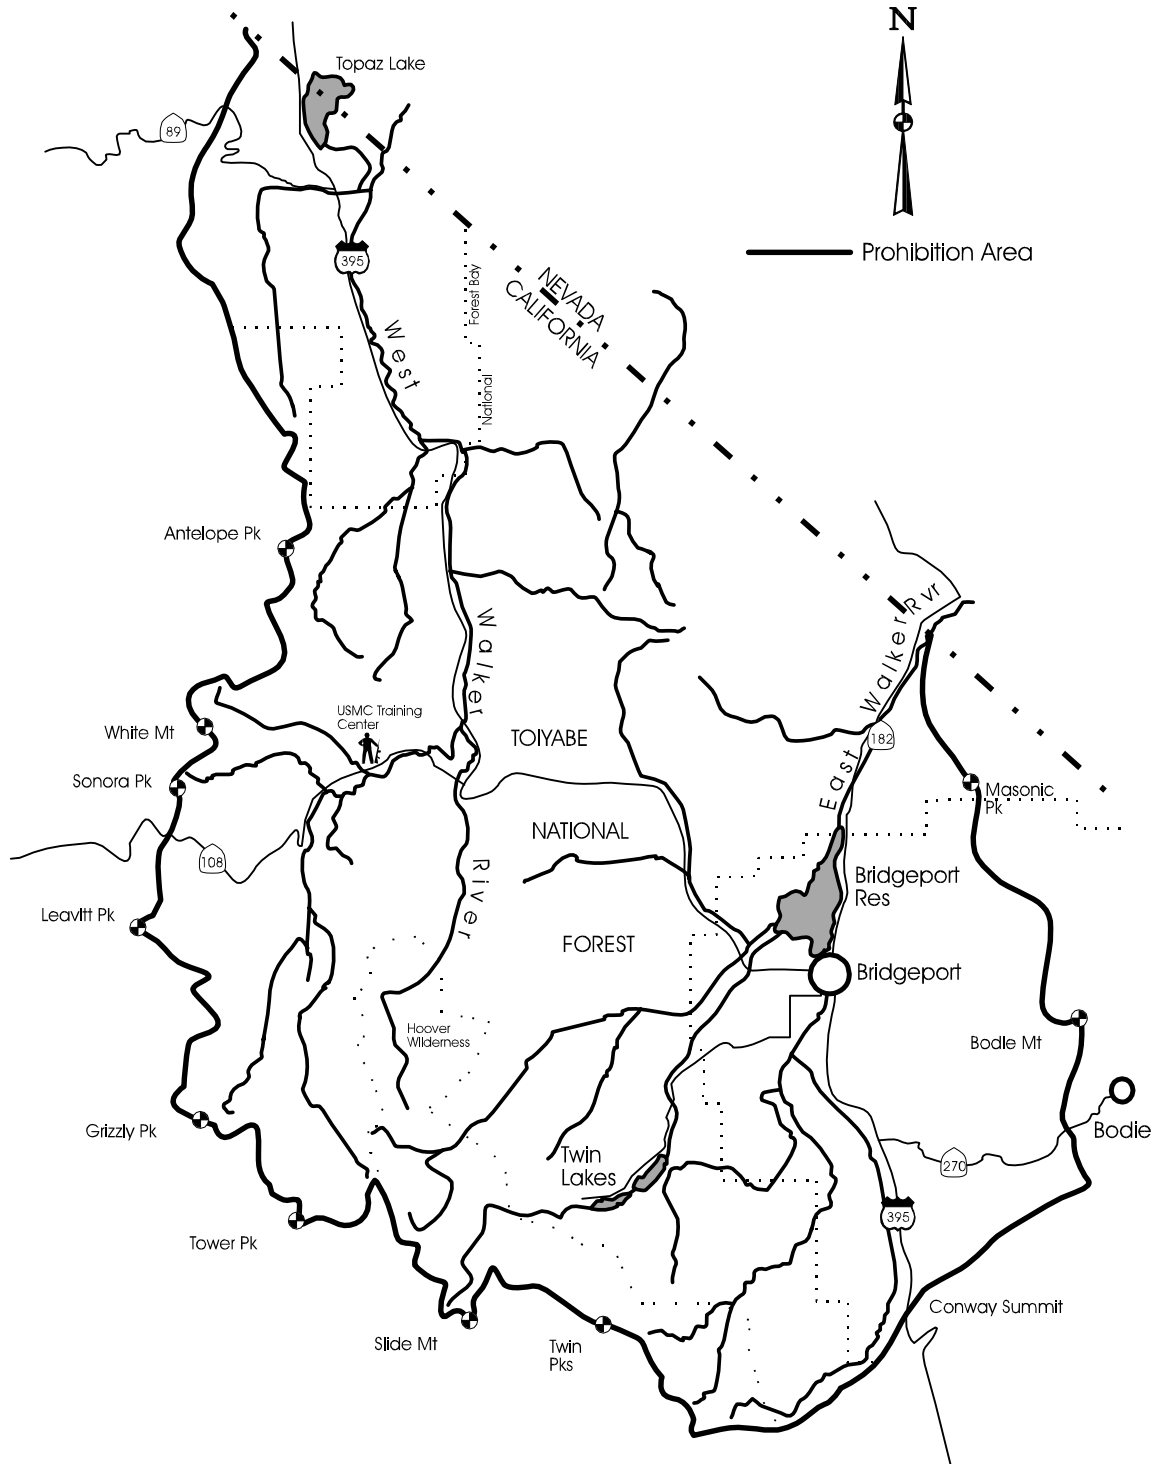 N
Topaz Lake
89
Prohibition Area
395
Forest Bdy
National
NEVADA
CALIFORNIA
West
Antelope Pk
Walker
East Walker Rvr
USMC Training
Center
White Mt
TOIYABE
182
Sonora Pk
Masonic
Pk
NATIONAL
108
River
Bridgeport
Res
Leavitt Pk
FOREST
Bridgeport
Hoover
Wilderness
Bodie Mt
Grizzly Pk
Bodie
Twin
Lakes
270
395
Tower Pk
Conway Summit
Slide Mt
Twin
Pks